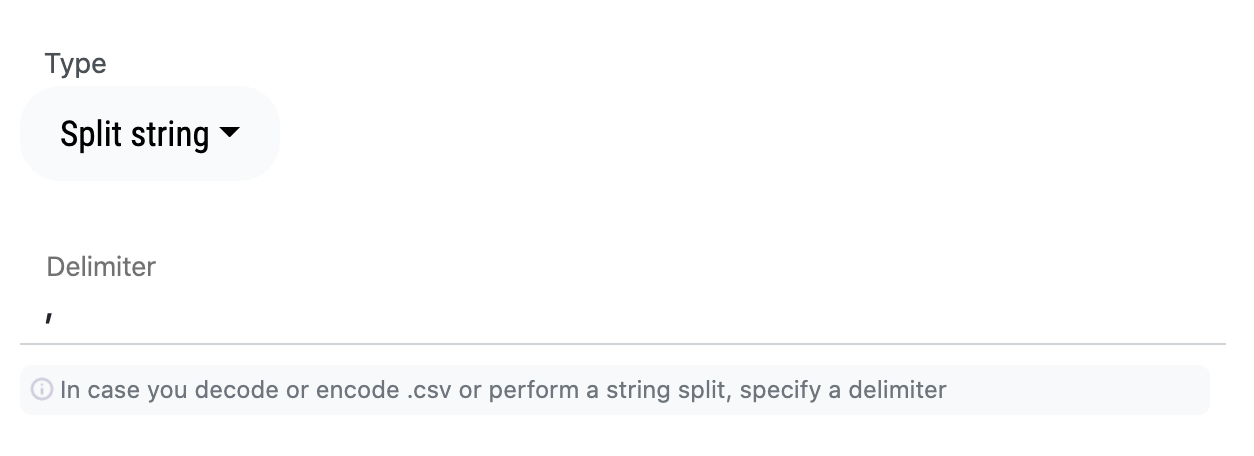 Type
Split string
Delimiter
,
In case you decode or encode .csv or perform a string split, specify a delimiter